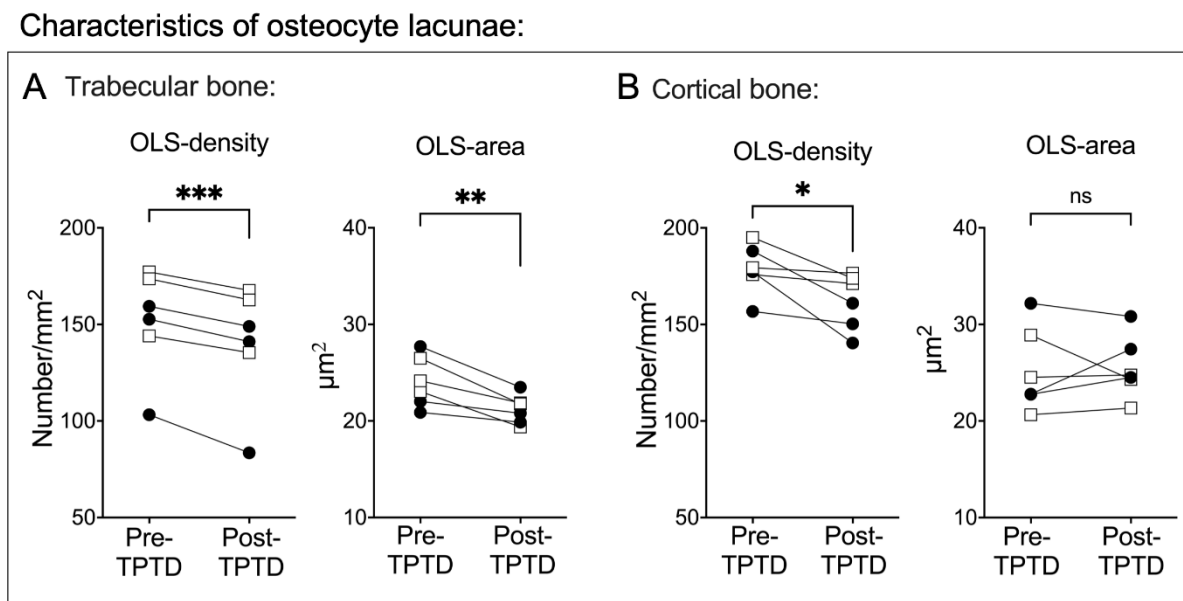 Characteristics of osteocyte lacunae:
A Trabecular bone:
OLS-density
***
Number/mm²
200
150
100
50
Pre-
TPTD
Post-
TPTD
OLS-area
**
µm²
40
30
20
10
Pre-
TPTD
Post-
TPTD
B Cortical bone:
OLS-density
*
Number/mm²
200
150
100
50
Pre-
TPTD
Post-
TPTD
OLS-area
ns
µm²
40
30
20
10
Pre-
TPTD
Post-
TPTD